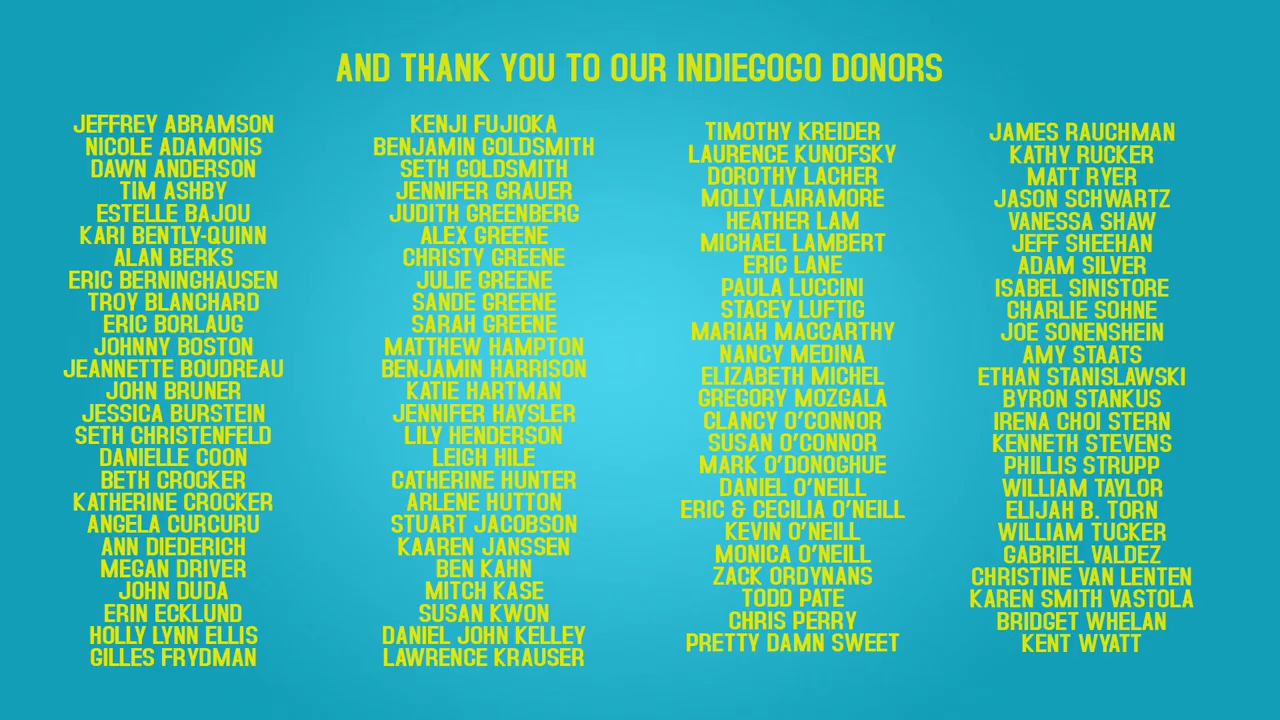 AND THANK YOU TO OUR INDIEGOGO DONORS
JEFFREY ABRAMSON
NICOLE ADAMONIS
DAWN ANDERSON
TIM ASHBY
ESTELLE BAJOU
KARI BENTLY-QUINN
ALAN BERKS
ERIC BERNINGHAUSEN
TROY BLANCHARD
ERIC BORLAUG
JOHNNY BOSTON
JEANNETTE BOUDREAU
JOHN BRUNER
JESSICA BURSTEIN
SETH CHRISTENFELD
DANIELLE COON
BETH CROCKER
KATHERINE CROCKER
ANGELA CURCURU
ANN DIEDERICH
MEGAN DRIVER
JOHN DUDA
ERIN ECKLUND
HOLLY LYNN ELLIS
GILLES FRYDMAN
KENJI FUJIOKA
BENJAMIN GOLDSMITH
SETH GOLDSMITH
JENNIFER GRAUER
JUDITH GREENBERG
ALEX GREENE
CHRISTY GREENE
JULIE GREENE
SANDE GREENE
SARAH GREENE
MATTHEW HAMPTON
BENJAMIN HARRISON
KATIE HARTMAN
JENNIFER HAYSLER
LILY HENDERSON
LEIGH HILE
CATHERINE HUNTER
ARLENE HUTTON
STUART JACOBSON
KAAREN JANSSEN
BEN KAHN
MITCH KASE
SUSAN KWON
DANIEL JOHN KELLEY
LAWRENCE KRAUSER
TIMOTHY KREIDER
LAURENCE KUNOFSKY
DOROTHY LACHER
MOLLY LAIRAMORE
HEATHER LAM
MICHAEL LAMBERT
ERIC LANE
PAULA LUCCINI
STACEY LUFTIG
MARIAH MACCARTHY
NANCY MEDINA
ELIZABETH MICHEL
GREGORY MOZGALA
CLANCY O'CONNOR
SUSAN O'CONNOR
MARK O'DONOGHUE
DANIEL O'NEILL
ERIC & CECILIA O'NEILL
KEVIN O'NEILL
MONICA O'NEILL
ZACK ORDYNANS
TODD PATE
CHRIS PERRY
PRETTY DAMN SWEET
JAMES RAUCHMAN
KATHY RUCKER
MATT RYER
JASON SCHWARTZ
VANESSA SHAW
JEFF SHEEHAN
ADAM SILVER
ISABEL SINISTORE
CHARLIE SOHNE
JOE SONENSHEIN
AMY STAATS
ETHAN STANISLAWSKI
BYRON STANKUS
IRENA CHOI STERN
KENNETH STEVENS
PHILLIS STRUPP
WILLIAM TAYLOR
ELIJAH B. TORN
WILLIAM TUCKER
GABRIEL VALDEZ
CHRISTINE VAN LENTEN
KAREN SMITH VASTOLA
BRIDGET WHELAN
KENT WYATT